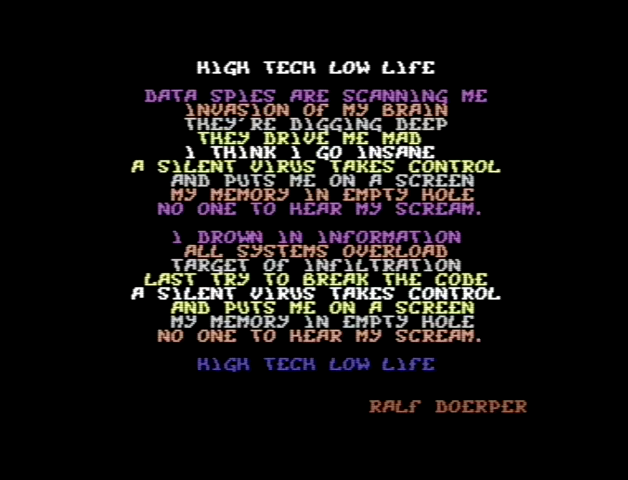 HIGH TECH LOW LIFE
DATA SPIES ARE SCANNING ME
INVASION OF MY BRAIN
THEY'RE DIGGING DEEP
THEY DRIVE ME MAD
I THINK I GO INSANE
A SILENT VIRUS TAKES CONTROL
AND PUTS ME ON A SCREEN
MY MEMORY IN EMPTY HOLE
NO ONE TO HEAR MY SCREAM.
I DROWN IN INFORMATION
ALL SYSTEMS OVERLOAD
TARGET OF INFILTRATION
LAST TRY TO BREAK THE CODE
A SILENT VIRUS TAKES CONTROL
AND PUTS ME ON A SCREEN
MY MEMORY IN EMPTY HOLE
NO ONE TO HEAR MY SCREAM.
HIGH TECH LOW LIFE
RALF DOERPER